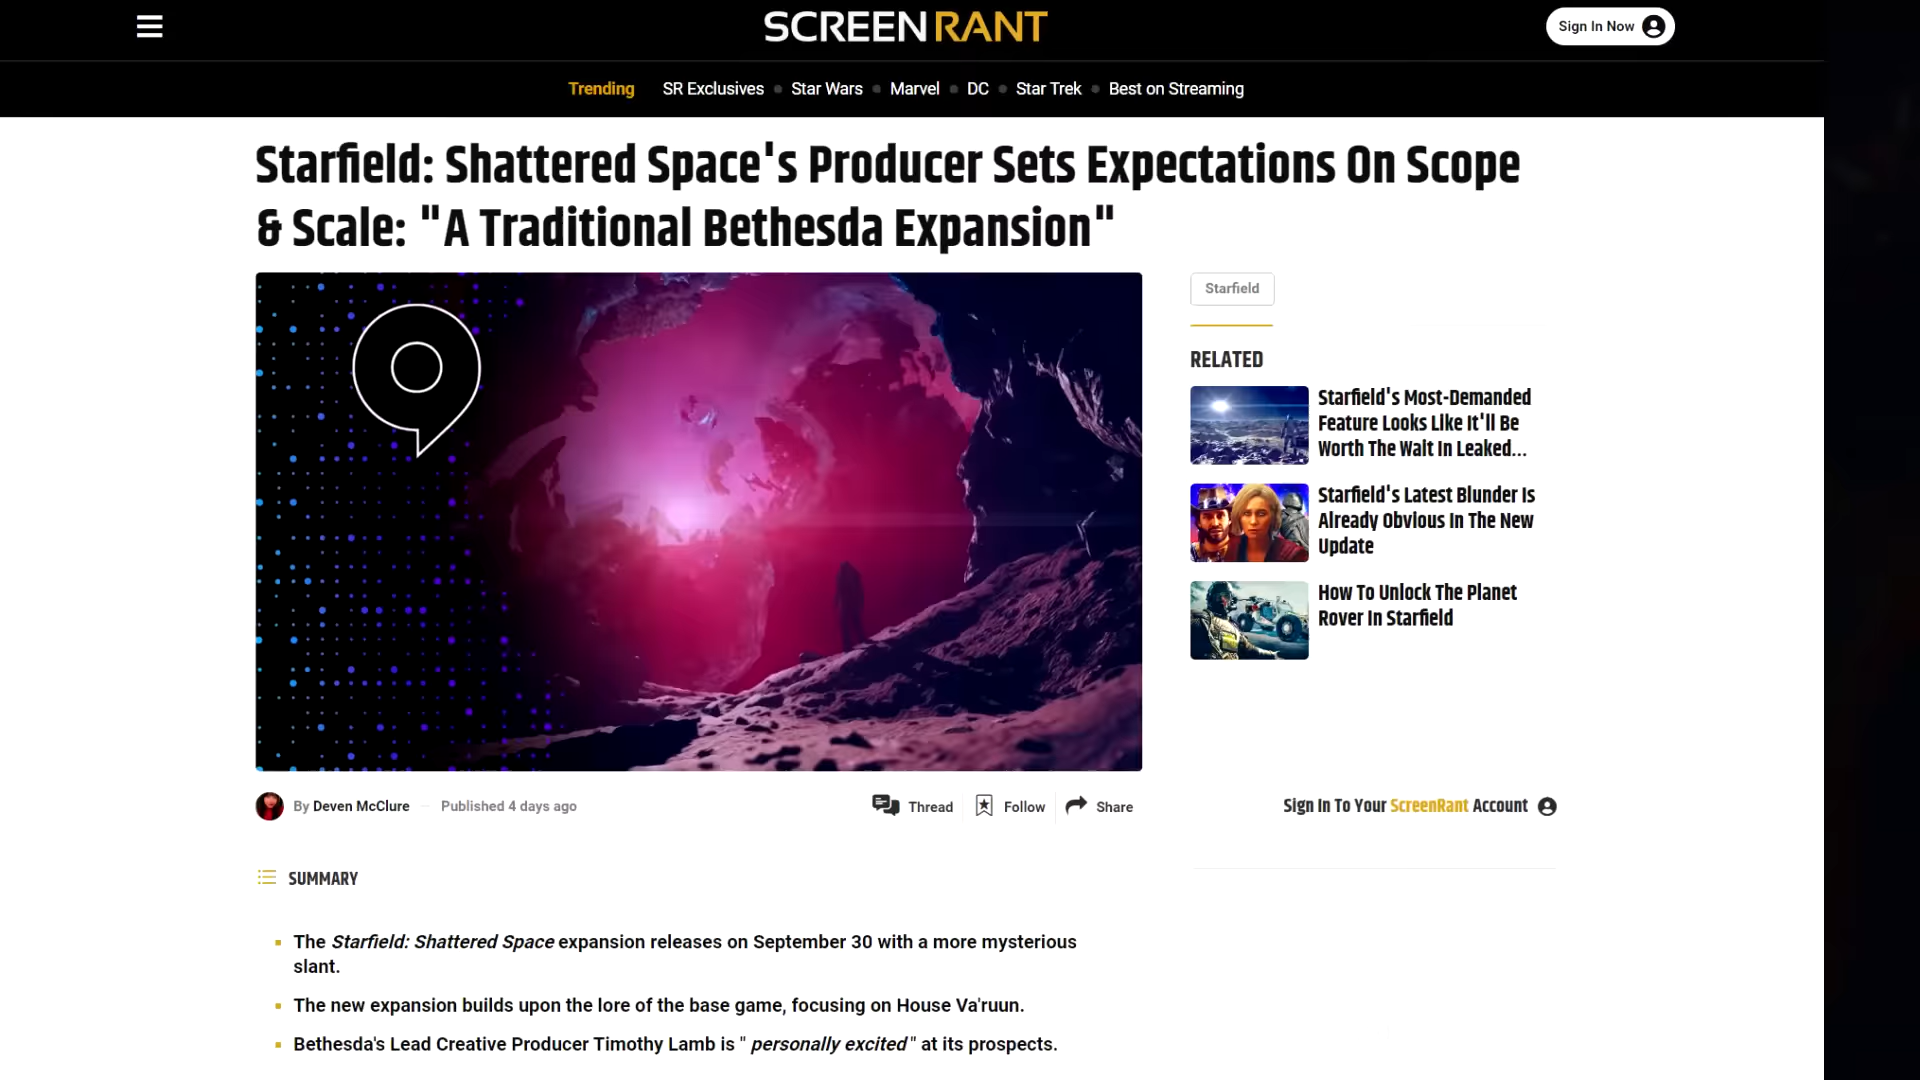 SCREENRANT
Sign In Now
Trending SR Exclusives Star Wars Marvel DC Star Trek Best on Streaming
Starfield: Shattered Space's Producer Sets Expectations On Scope
& Scale: "A Traditional Bethesda Expansion"
Starfield
RELATED
Starfield's Most-Demanded
Feature Looks Like It'll Be
Worth The Wait In Leaked...
Starfield's Latest Blunder Is
Already Obvious In The New
Update
How To Unlock The Planet
Rover In Starfield
By Deven McClure – Published 4 days ago
Thread Follow Share
Sign In To Your ScreenRant Account
SUMMARY
The Starfield: Shattered Space expansion releases on September 30 with a more mysterious
slant.
The new expansion builds upon the lore of the base game, focusing on House Va'ruun.
Bethesda's Lead Creative Producer Timothy Lamb is " personally excited " at its prospects.